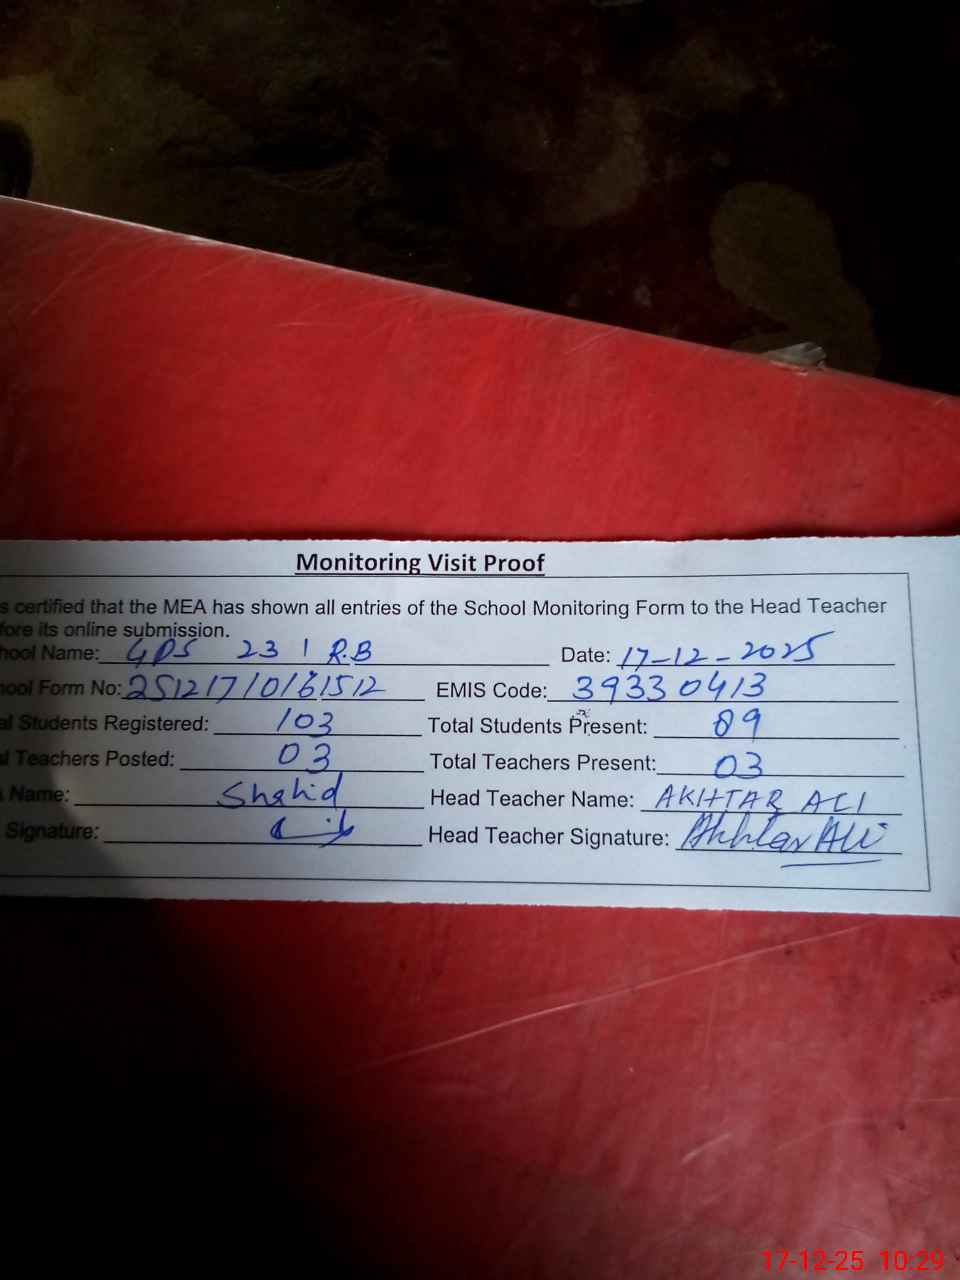 Monitoring Visit Proof
s certified that the MEA has shown all entries of the School Monitoring Form to the Head Teacher
fore its online submission.
hool Name: GPS 231 R.B Date: 17-12-2025
ool Form No: EMIS Code: 39330413
al Students Registered: 103 Total Students Present: 89
l Teachers Posted: 03 Total Teachers Present: 03
Name: Shahid Head Teacher Name: AKHTAR ALI
Signature: Head Teacher Signature: Akhtar Ali
17-12-25 10:29